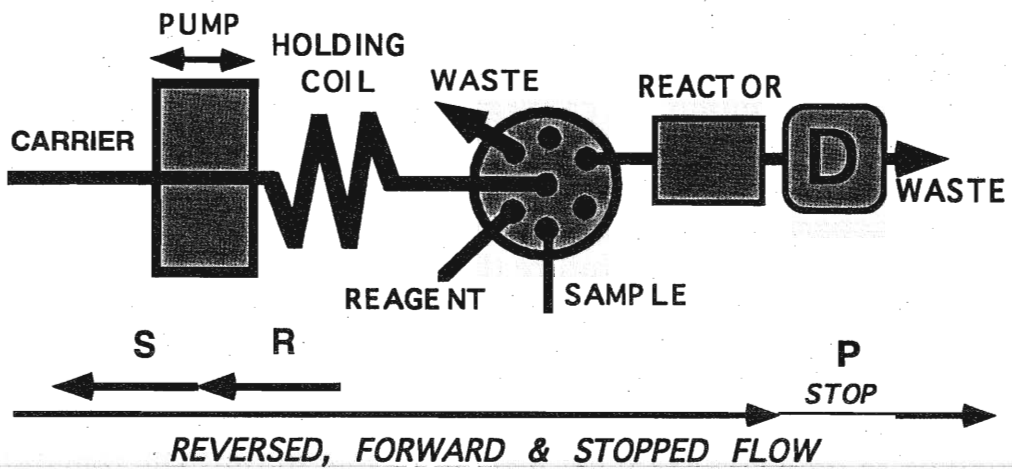 PUMP
HOLDING
COIL
WASTE
REACTOR
CARRIER
D
WASTE
REAGENT
SAMPLE
S
R
P
STOP
REVERSED, FORWARD & STOPPED FLOW